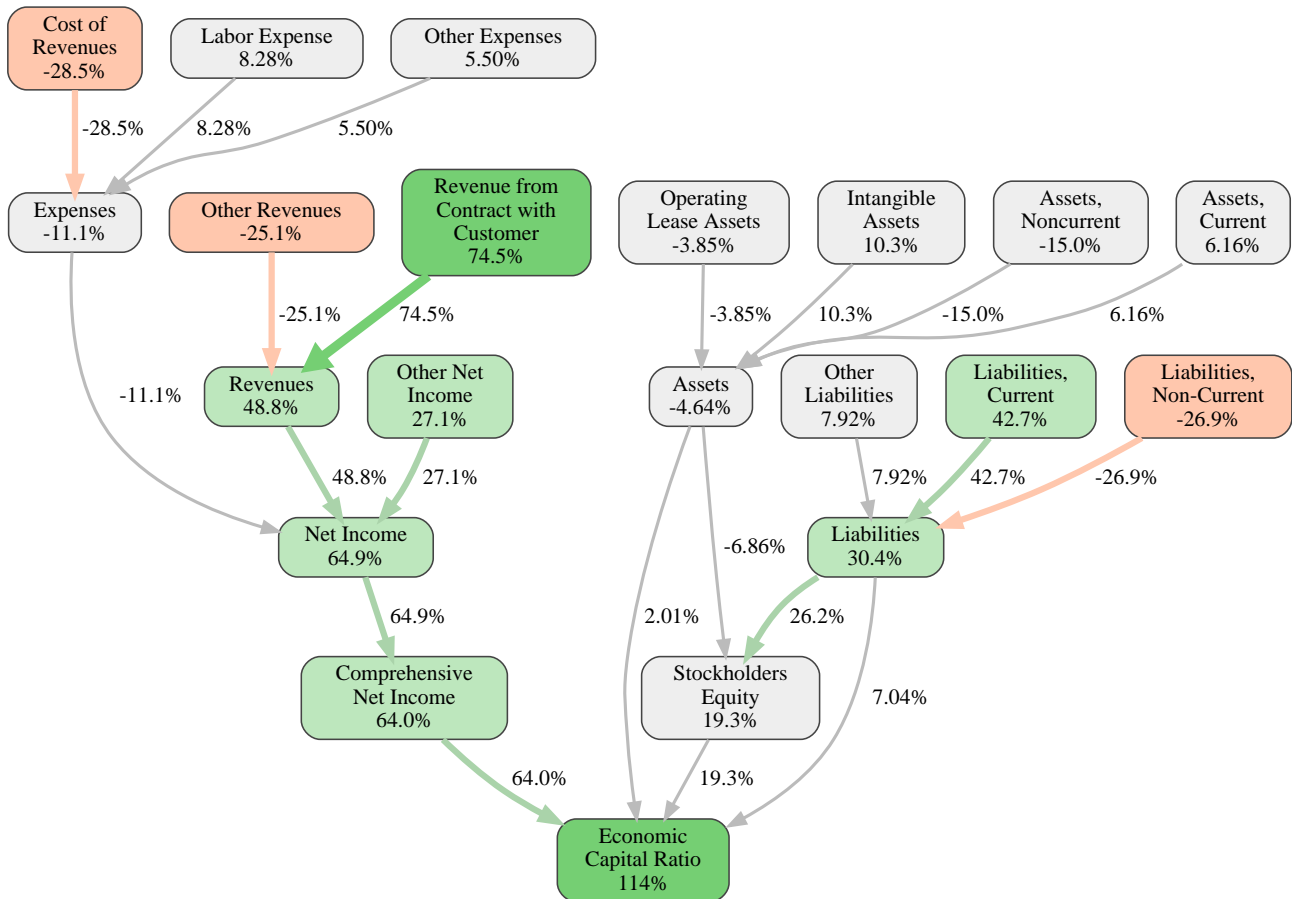 Cost of
Revenues
-28.5%
Labor Expense
8.28%
Other Expenses
5.50%
-28.5%
8.28%
5.50%
Expenses
-11.1%
Other Revenues
-25.1%
Revenue from
Contract with
Customer
74.5%
Operating
Lease Assets
-3.85%
Intangible
Assets
10.3%
Assets,
Noncurrent
-15.0%
Assets,
Current
6.16%
-25.1%
74.5%
-3.85%
10.3%
-15.0%
6.16%
-11.1%
Revenues
48.8%
Other Net
Income
27.1%
Assets
-4.64%
Other
Liabilities
7.92%
Liabilities,
Current
42.7%
Liabilities,
Non-Current
-26.9%
48.8%
27.1%
7.92%
42.7%
-26.9%
Net Income
64.9%
-6.86%
Liabilities
30.4%
64.9%
2.01%
26.2%
Comprehensive
Net Income
64.0%
Stockholders
Equity
19.3%
7.04%
64.0%
19.3%
Economic
Capital Ratio
114%